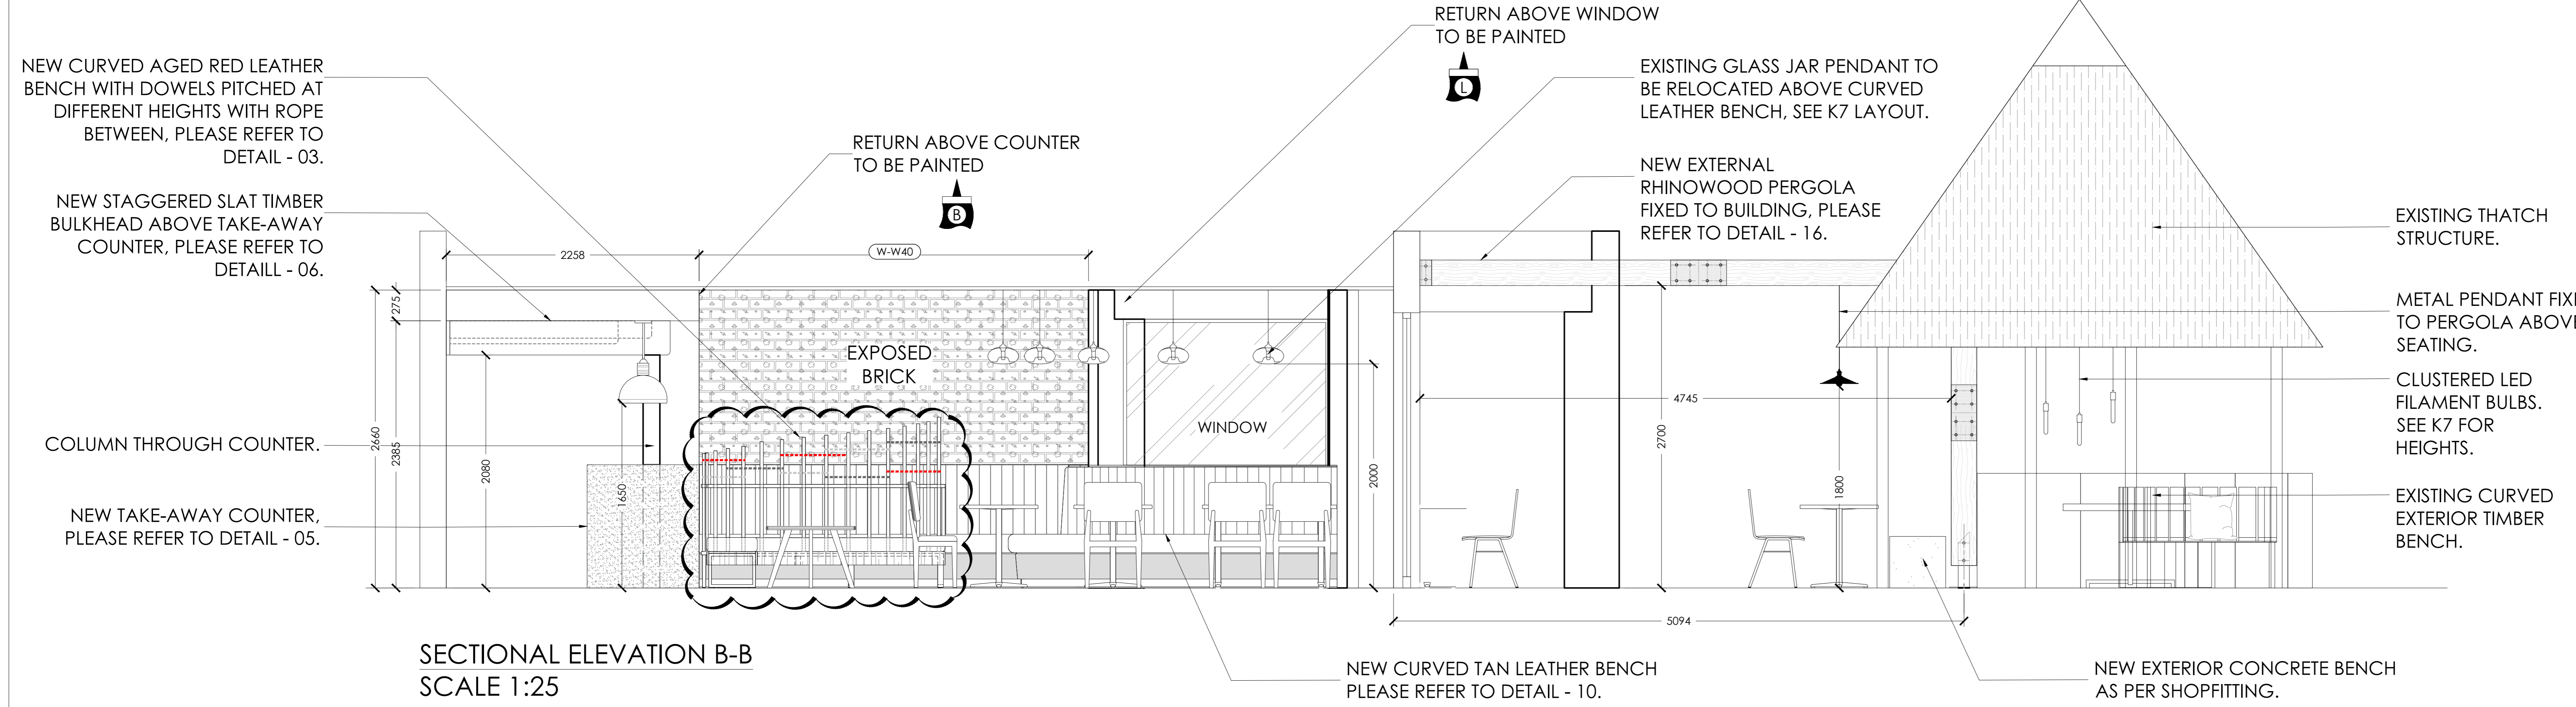 NEW CURVED AGED RED LEATHER
BENCH WITH DOWELS PITCHED AT
DIFFERENT HEIGHTS WITH ROPE
BETWEEN, PLEASE REFER TO
DETAIL - 03.
NEW STAGGERED SLAT TIMBER
BULKHEAD ABOVE TAKE-AWAY
COUNTER, PLEASE REFER TO
DETAILL - 06.
COLUMN THROUGH COUNTER.
NEW TAKE-AWAY COUNTER,
PLEASE REFER TO DETAIL - 05.
RETURN ABOVE COUNTER
TO BE PAINTED
B
RETURN ABOVE WINDOW
TO BE PAINTED
L
EXISTING GLASS JAR PENDANT TO
BE RELOCATED ABOVE CURVED
LEATHER BENCH, SEE K7 LAYOUT.
NEW EXTERNAL
RHINOWOOD PERGOLA
FIXED TO BUILDING, PLEASE
REFER TO DETAIL - 16.
EXISTING THATCH
STRUCTURE.
METAL PENDANT FIX
TO PERGOLA ABOVE
SEATING.
CLUSTERED LED
FILAMENT BULBS.
SEE K7 FOR
HEIGHTS.
EXISTING CURVED
EXTERIOR TIMBER
BENCH.
2258
W-W40
275
2660
2385
2080
1650
EXPOSED
BRICK
WINDOW
2000
4745
2700
1800
5094
SECTIONAL ELEVATION B-B
SCALE 1:25
NEW CURVED TAN LEATHER BENCH
PLEASE REFER TO DETAIL - 10.
NEW EXTERIOR CONCRETE BENCH
AS PER SHOPFITTING.